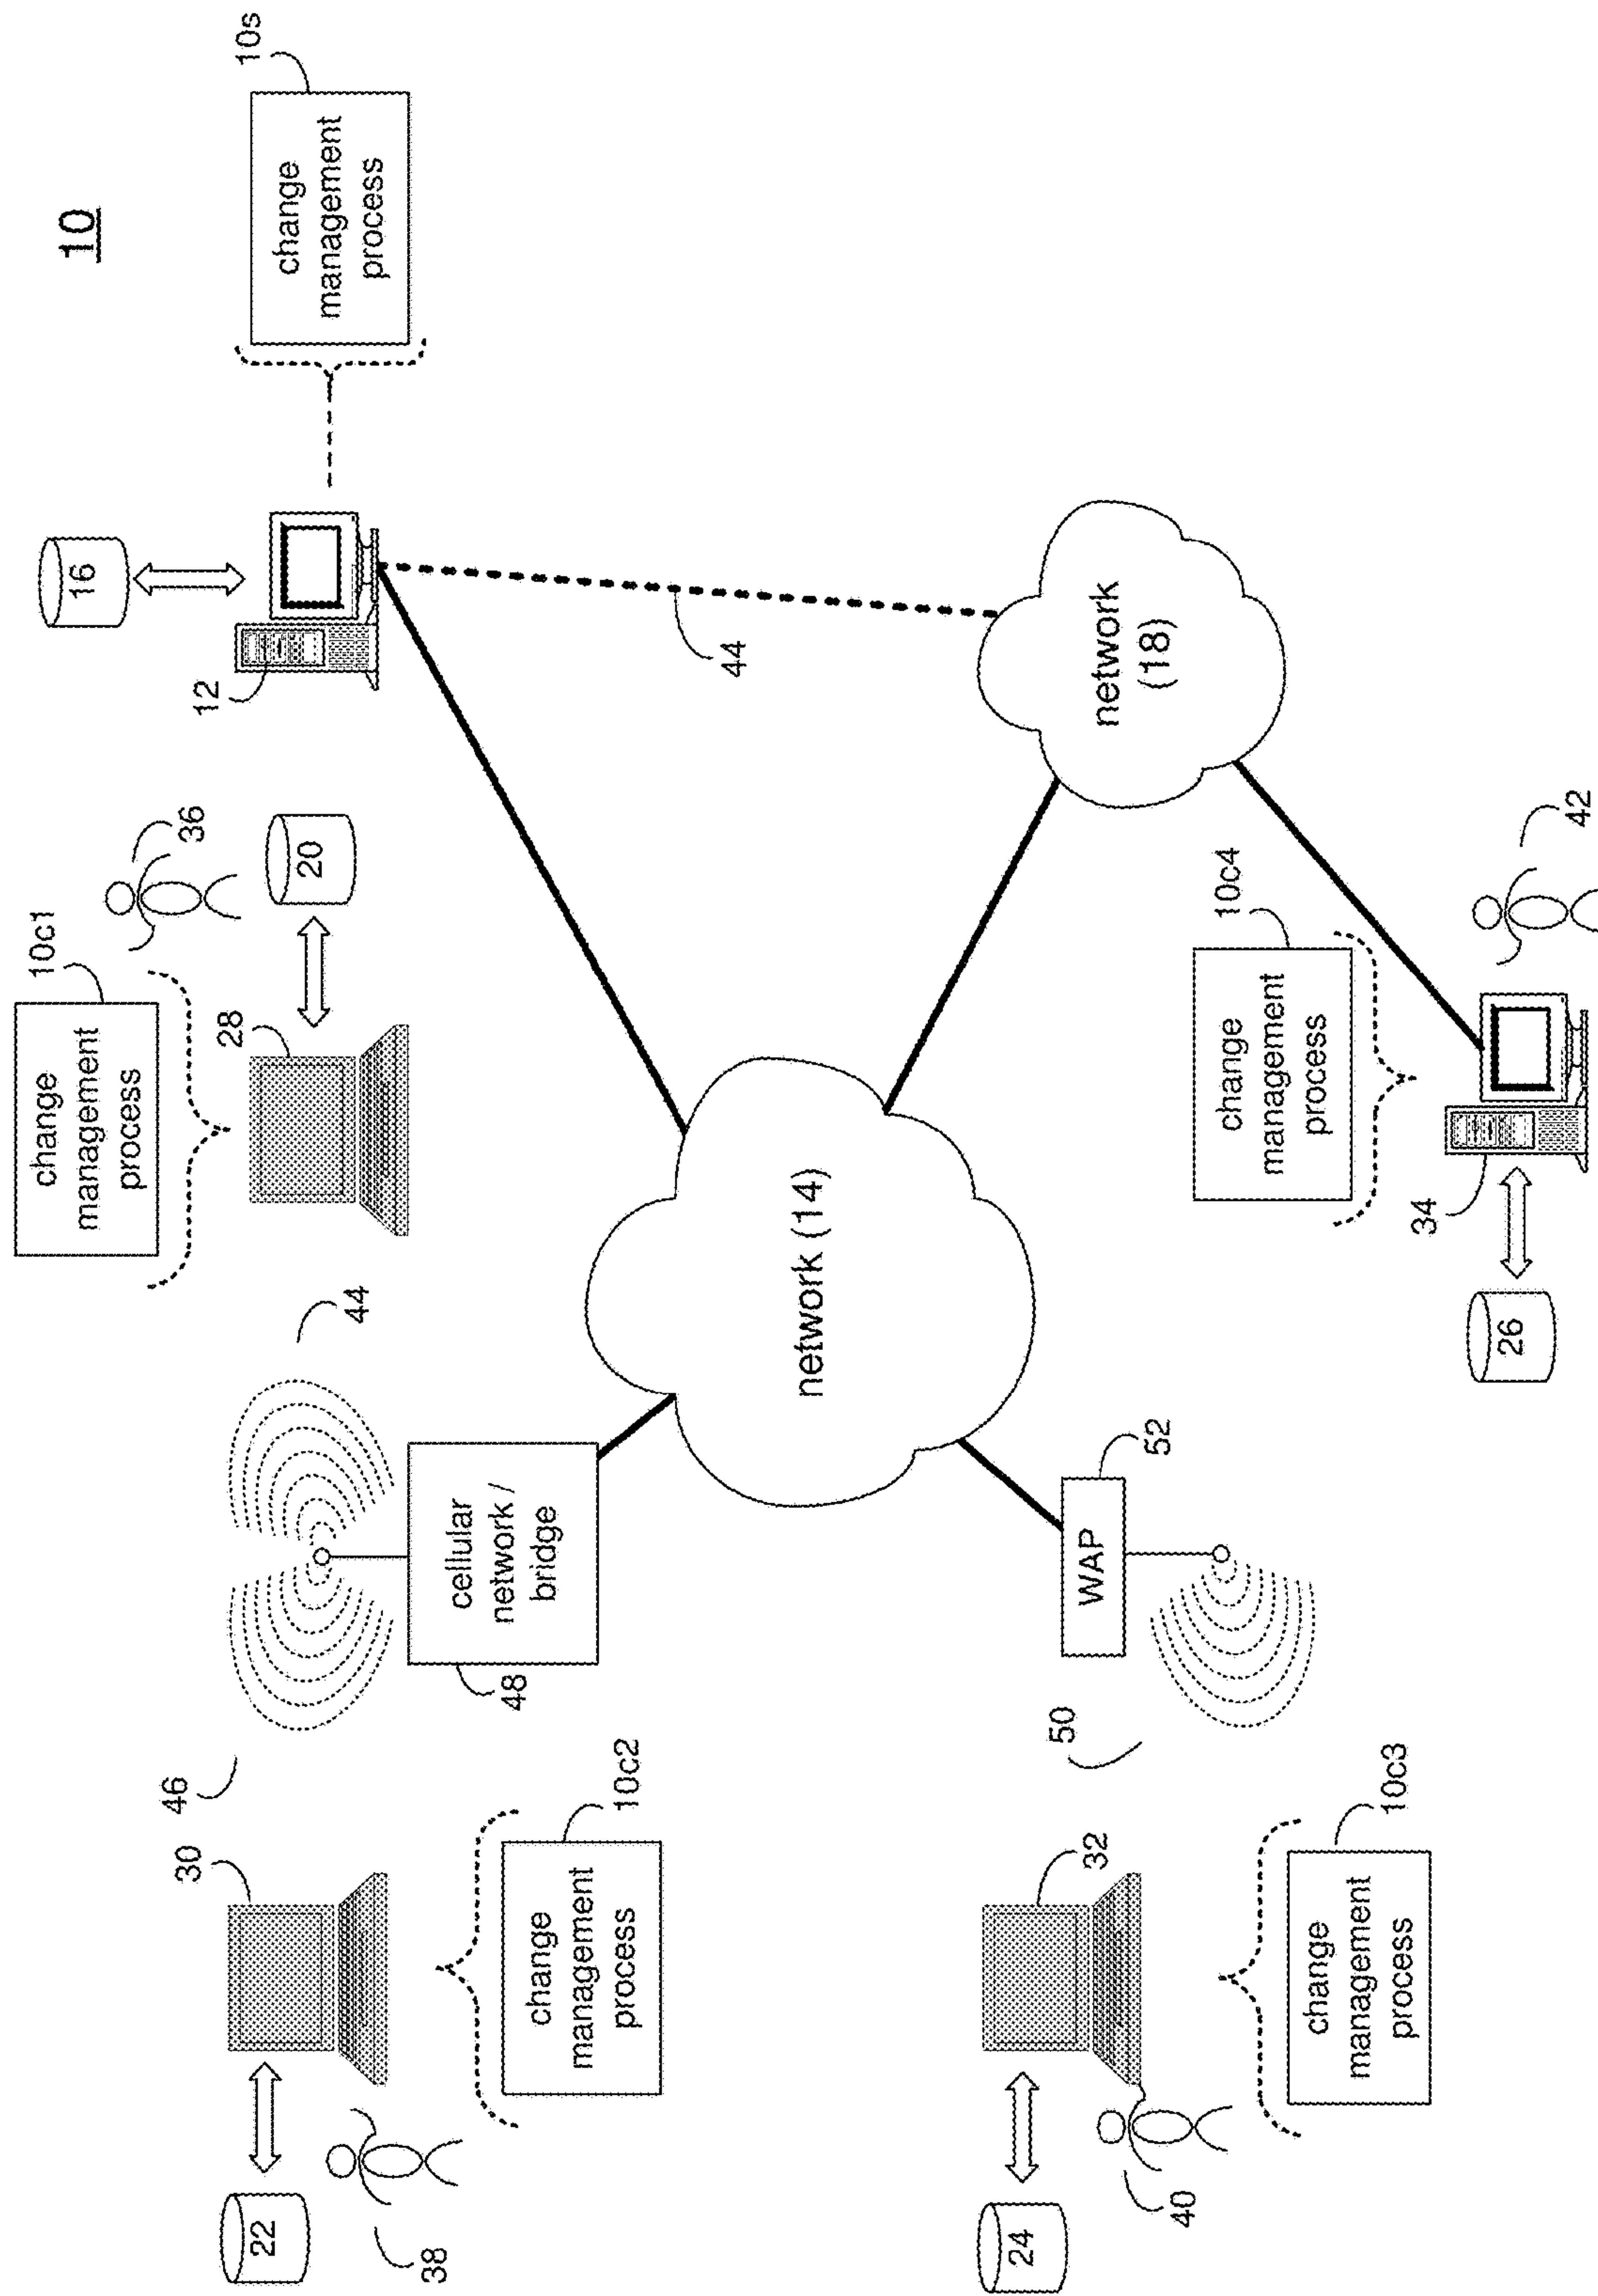 10
change
management
process
10c1
16
10s
change
management
process
46
30
36
12
28
22
20
44
38
cellular
network /
bridge
48
change
management
process
10c2
44
network (14)
24
50
32
WAP
network
(18)
52
40
change
management
process
10c4
change
management
process
10c3
34
26
42